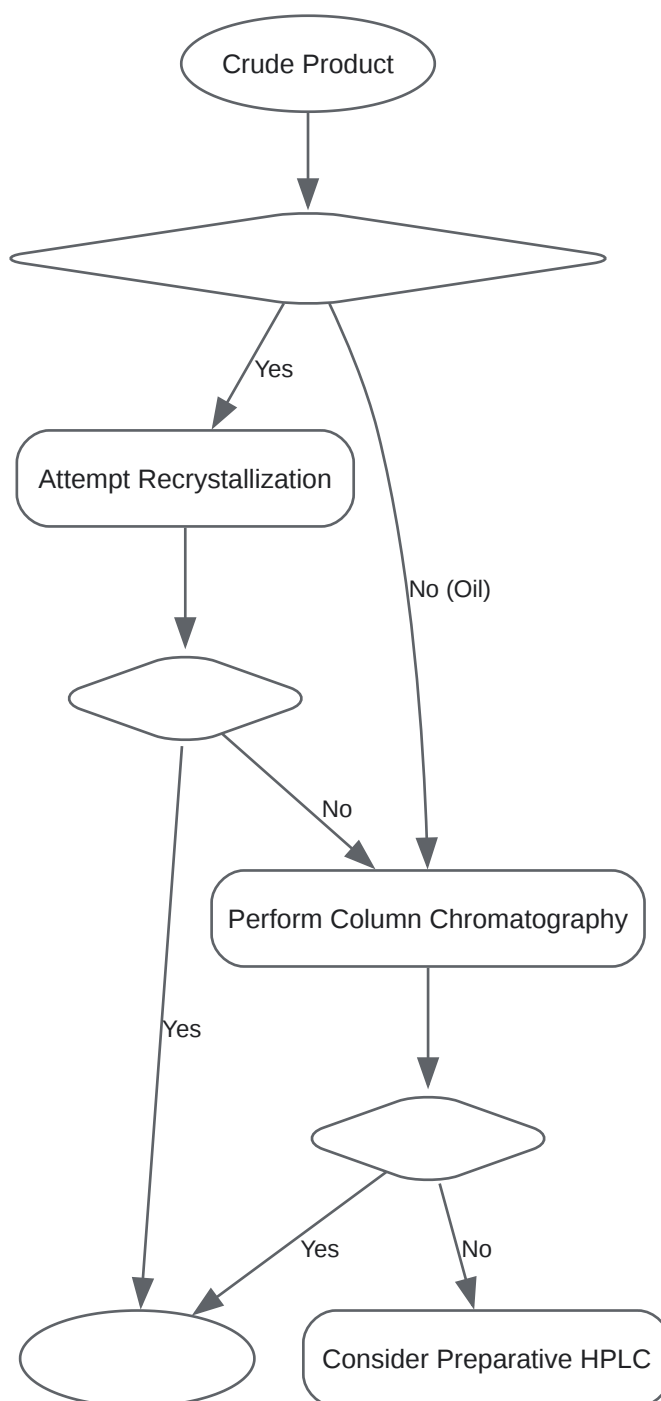 Crude Product
Yes
Attempt Recrystallization
No (Oil)
No
Perform Column Chromatography
Yes
Yes
No
Consider Preparative HPLC